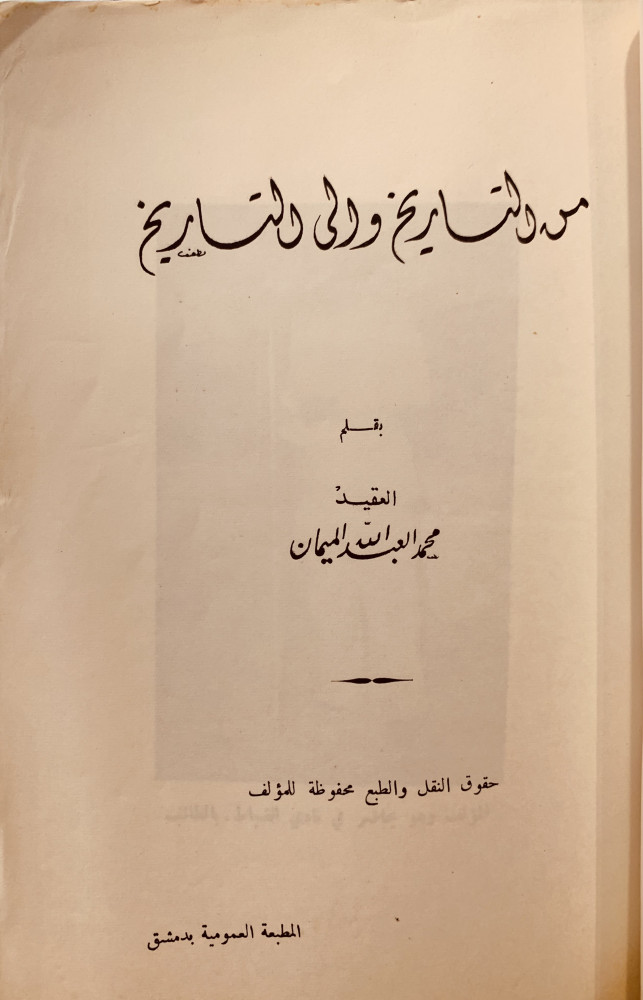 من التاريخ والى التاريخ
بقلم
العقيد
محمد العبد الله الميمان
حقوق النقل والطبع محفوظة للمؤلف
المطبعة العمومية بدمشق